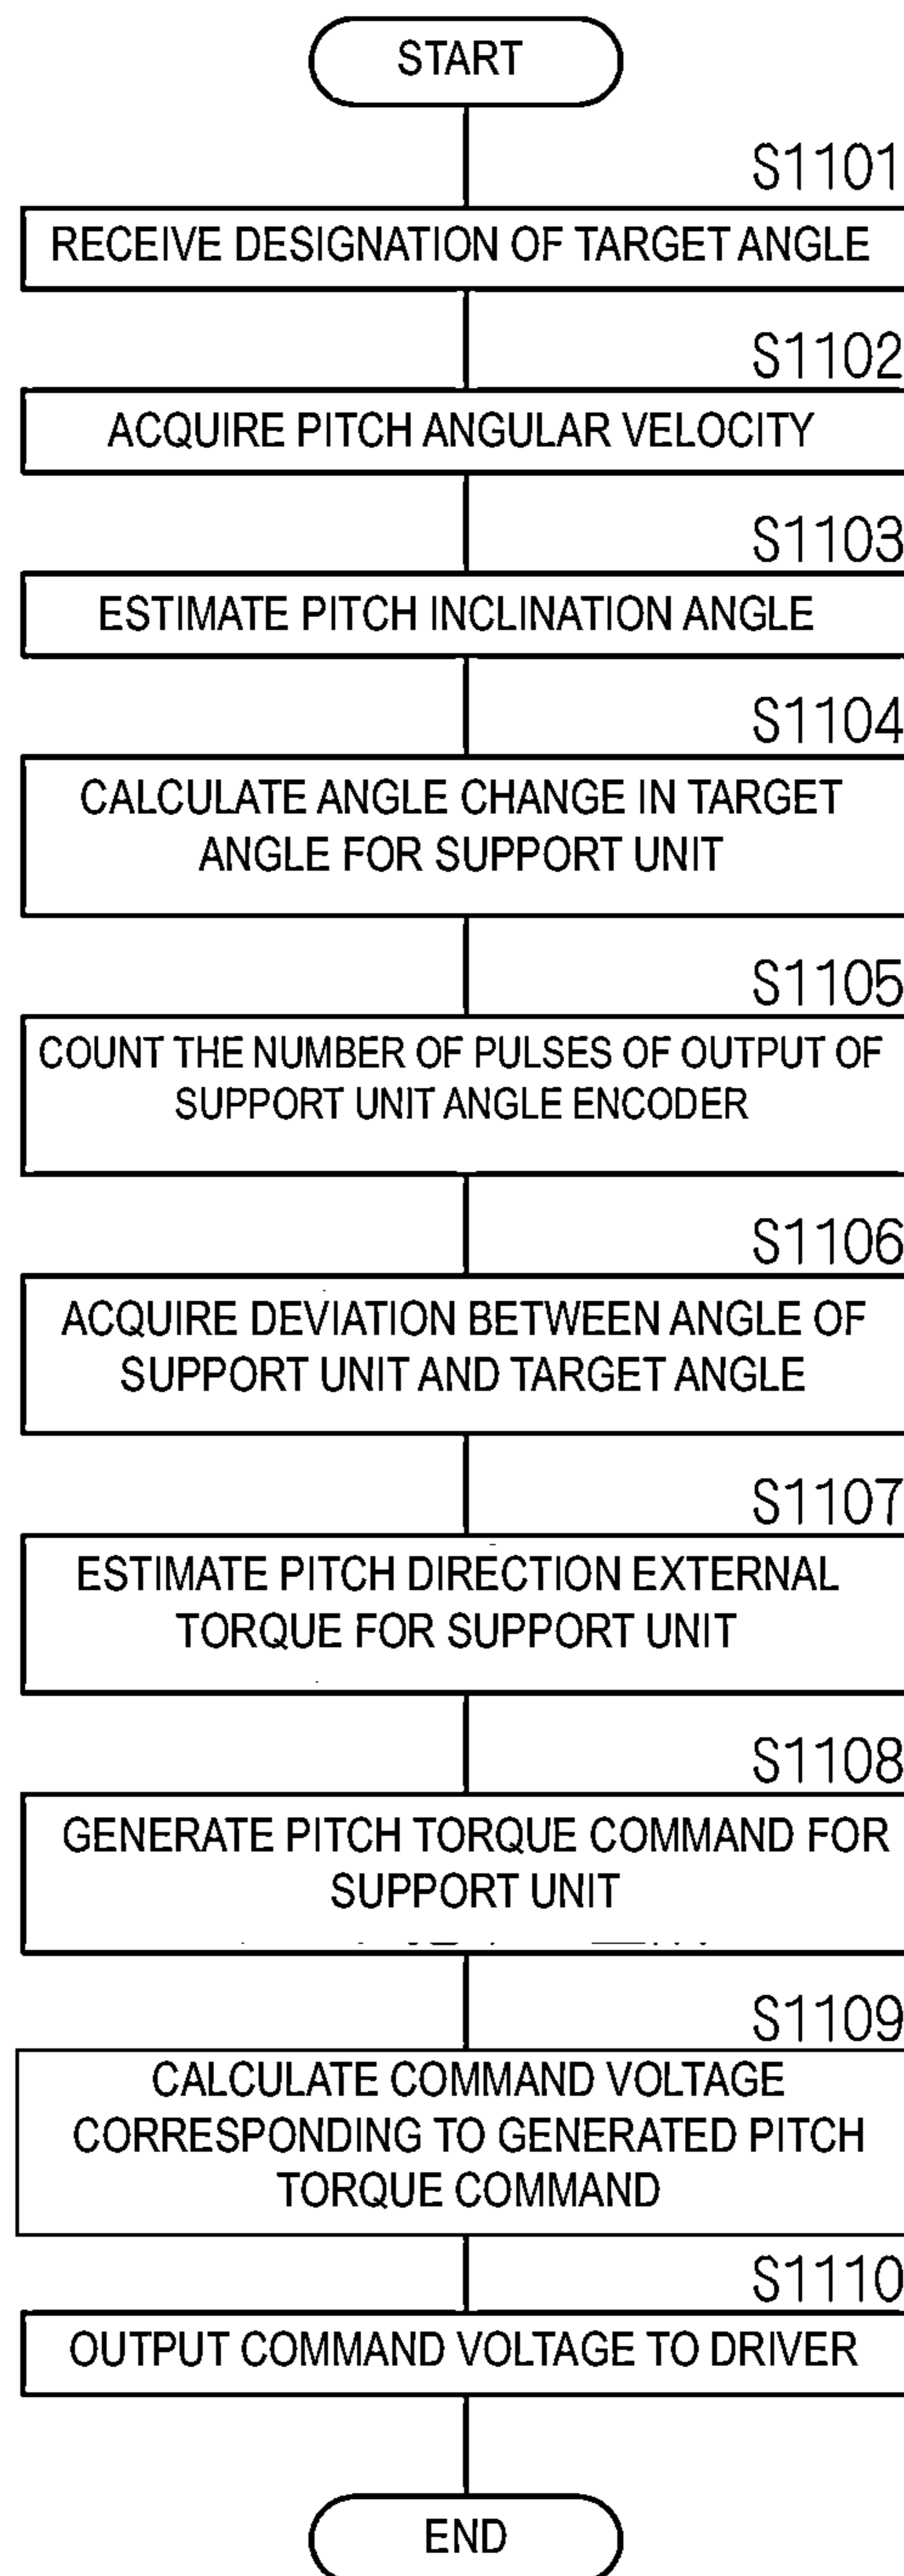 START
S1101
RECEIVE DESIGNATION OF TARGET ANGLE
S1102
ACQUIRE PITCH ANGULAR VELOCITY
S1103
ESTIMATE PITCH INCLINATION ANGLE
S1104
CALCULATE ANGLE CHANGE IN TARGET
ANGLE FOR SUPPORT UNIT
S1105
COUNT THE NUMBER OF PULSES OF OUTPUT OF
SUPPORT UNIT ANGLE ENCODER
S1106
ACQUIRE DEVIATION BETWEEN ANGLE OF
SUPPORT UNIT AND TARGET ANGLE
S1107
ESTIMATE PITCH DIRECTION EXTERNAL
TORQUE FOR SUPPORT UNIT
S1108
GENERATE PITCH TORQUE COMMAND FOR
SUPPORT UNIT
S1109
CALCULATE COMMAND VOLTAGE
CORRESPONDING TO GENERATED PITCH
TORQUE COMMAND
S1110
OUTPUT COMMAND VOLTAGE TO DRIVER
END